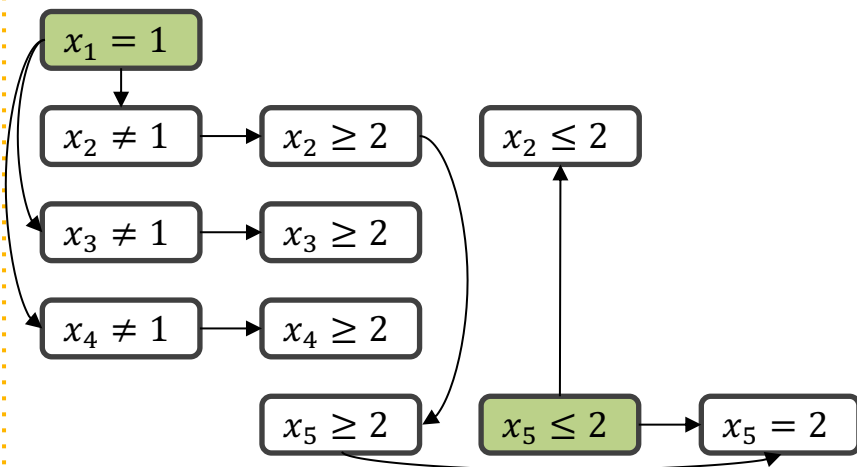 x₁ = 1
x₂ ≠ 1 x₂ ≥ 2 x₂ ≤ 2
x₃ ≠ 1 x₃ ≥ 2
x₄ ≠ 1 x₄ ≥ 2
x₅ ≥ 2 x₅ ≤ 2 x₅ = 2